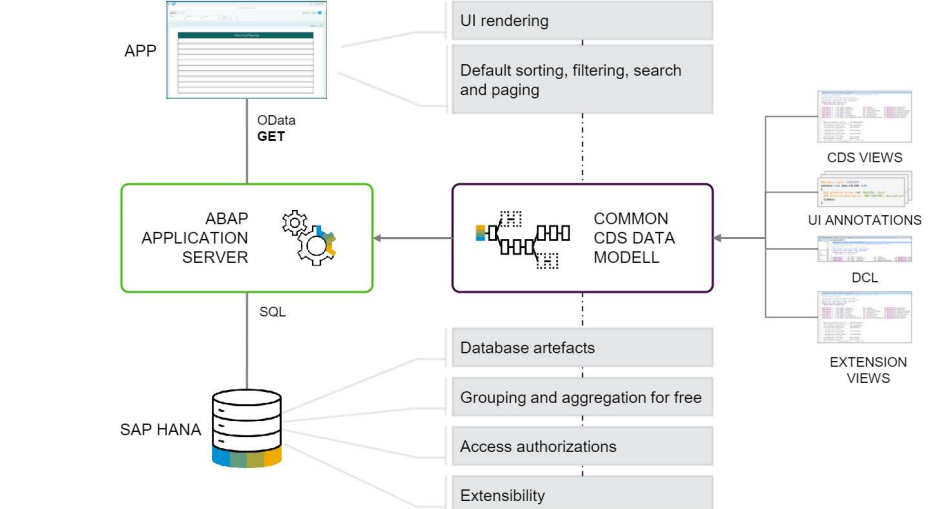 UI rendering
APP
Default sorting, filtering, search
and paging
OData
GET
CDS VIEWS
ABAP
APPLICATION
SERVER
COMMON
CDS DATA
MODELL
UI ANNOTATIONS
DCL
SQL
Database artefacts
EXTENSION
VIEWS
Grouping and aggregation for free
SAP HANA
Access authorizations
Extensibility